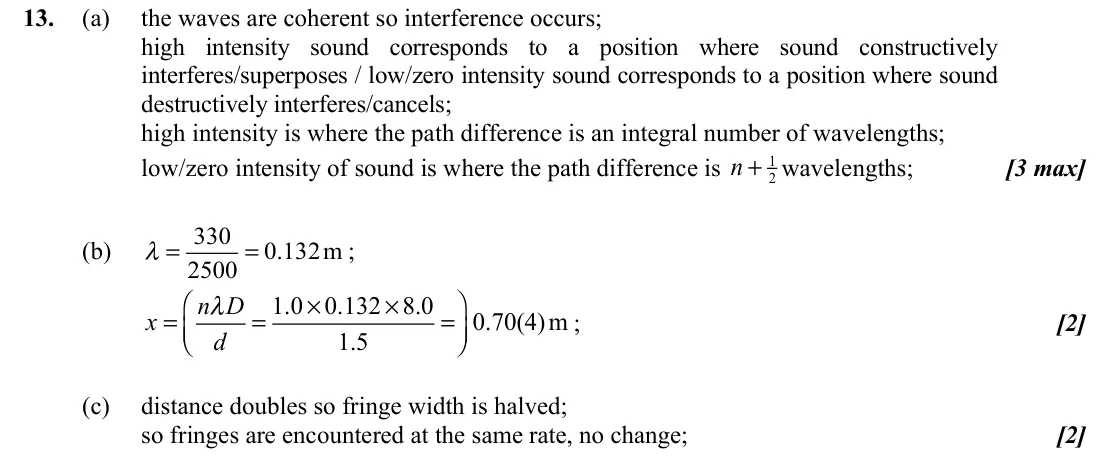 13. (a) the waves are coherent so interference occurs;
high intensity sound corresponds to a position where sound constructively
interferes/superposes / low/zero intensity sound corresponds to a position where sound
destructively interferes/cancels;
high intensity is where the path difference is an integral number of wavelengths;
low/zero intensity of sound is where the path difference is n + 1/2 wavelengths; [3 max]
(b) λ = 330/2500 = 0.132 m ;
x = (nλD/d = 1.0×0.132×8.0/1.5 = ) 0.70(4) m ; [2]
(c) distance doubles so fringe width is halved;
so fringes are encountered at the same rate, no change; [2]